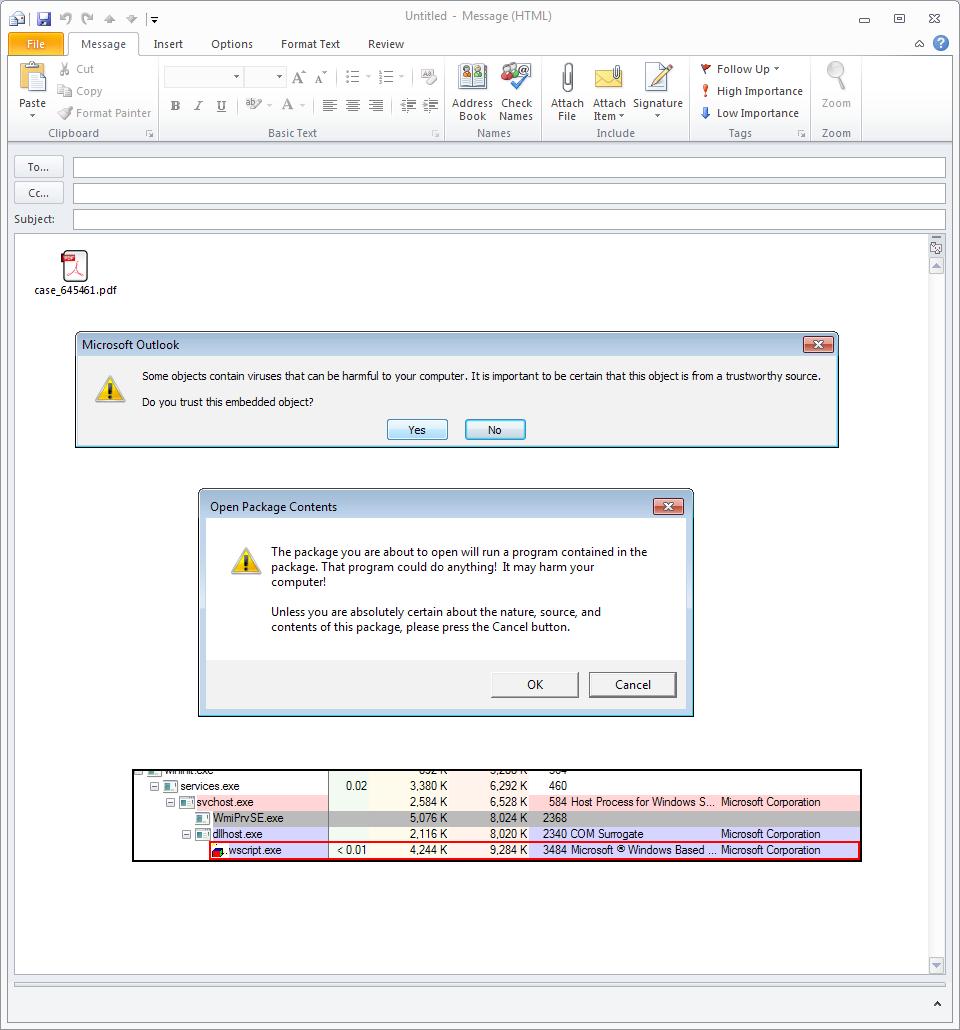 Untitled - Message (HTML)
File Message Insert Options Format Text Review
Paste
Cut
Copy
Format Painter
Clipboard
B I U
Basic Text
Address Book
Check Names
Names
Attach File
Attach Item
Signature
Include
Follow Up
High Importance
Low Importance
Tags
Zoom
Zoom
To...
Cc...
Subject:
case_645461.pdf
Microsoft Outlook
Some objects contain viruses that can be harmful to your computer. It is important to be certain that this object is from a trustworthy source.
Do you trust this embedded object?
Yes No
Open Package Contents
The package you are about to open will run a program contained in the
package. That program could do anything! It may harm your
computer!
Unless you are absolutely certain about the nature, source, and
contents of this package, please press the Cancel button.
OK Cancel
services.exe 0.02 3,380 K 6,292 K 460
svchost.exe 2,584 K 6,528 K 584 Host Process for Windows S... Microsoft Corporation
WmiPrvSE.exe 5,076 K 8,024 K 2368
dllhost.exe 2,116 K 8,020 K 2340 COM Surrogate Microsoft Corporation
wscript.exe < 0.01 4,244 K 9,284 K 3484 Microsoft ® Windows Based ... Microsoft Corporation